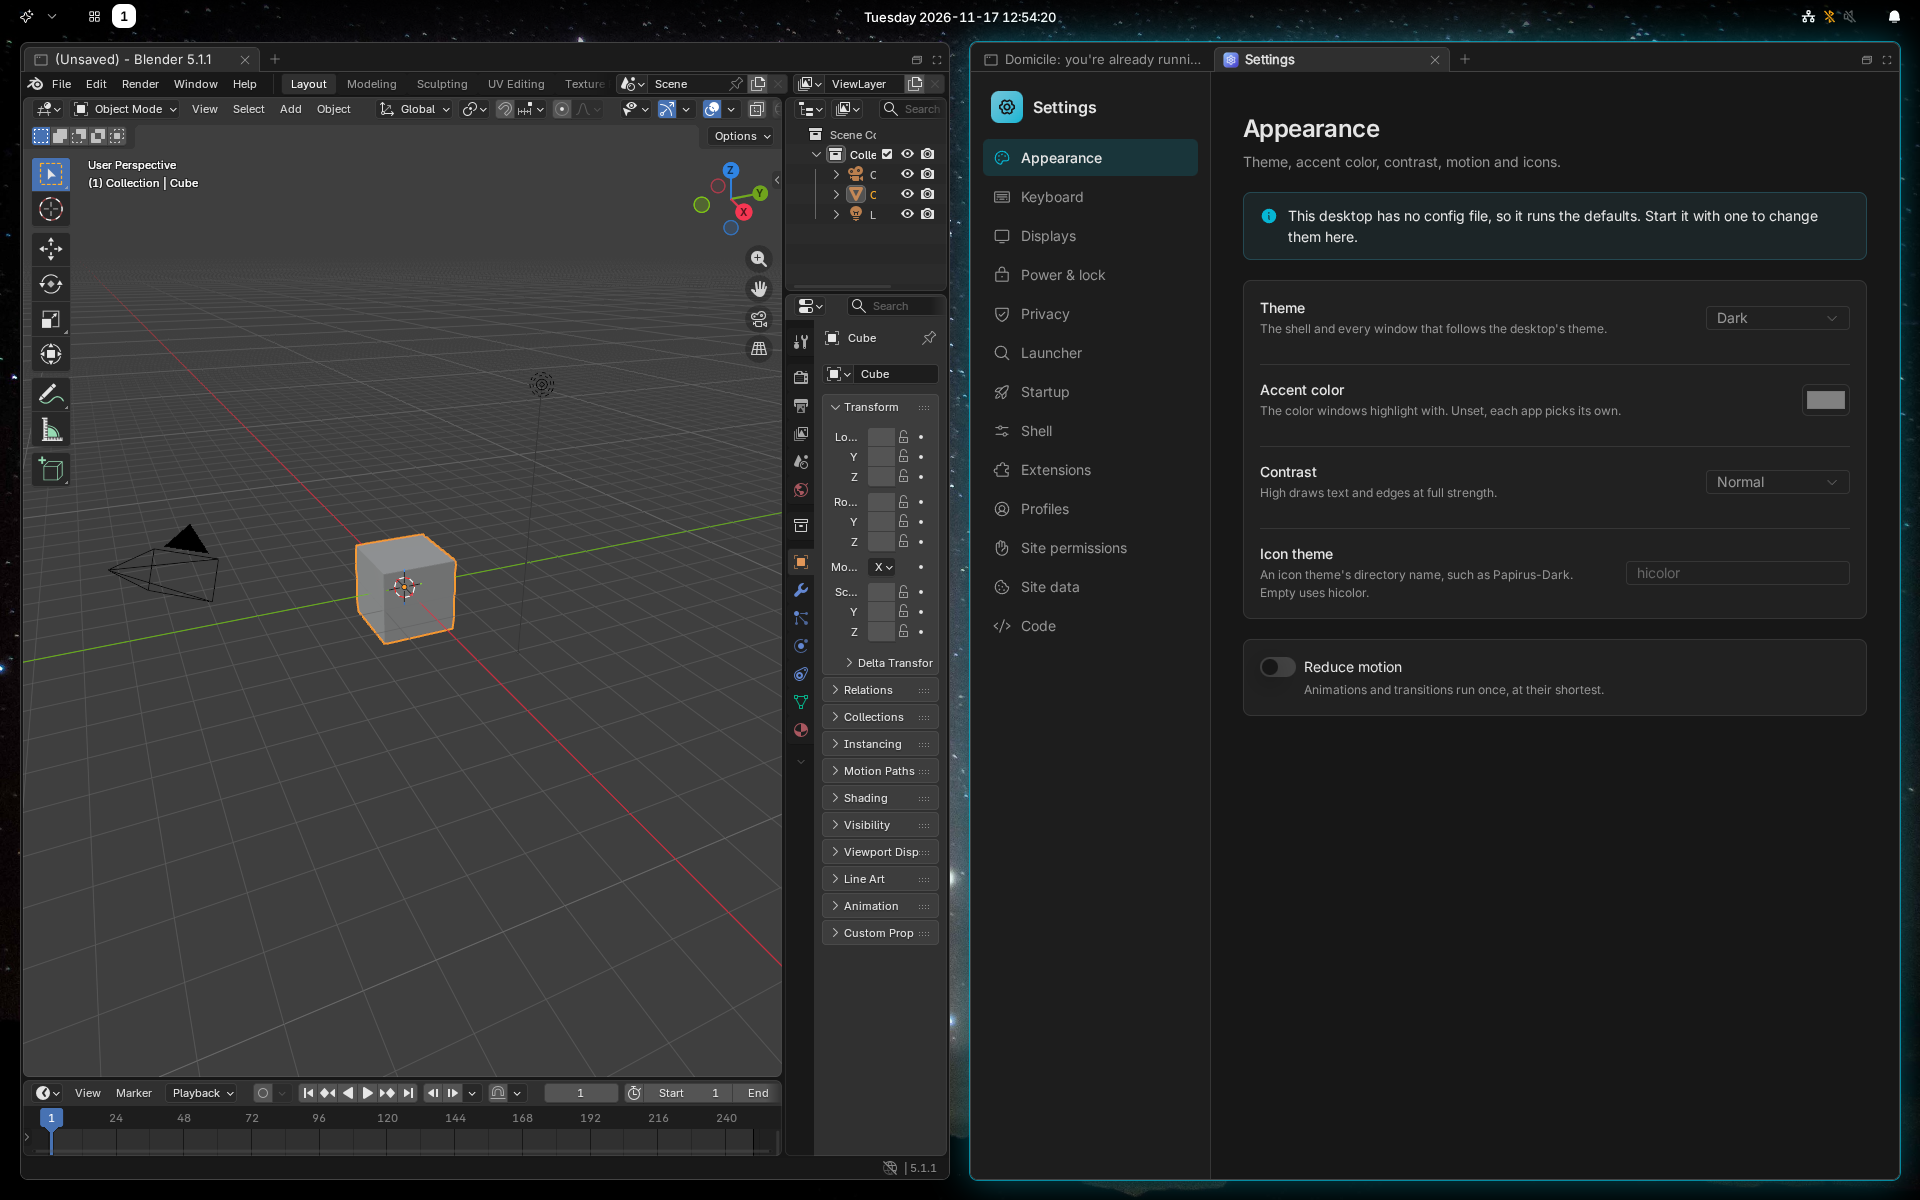 1
Tuesday 2026-11-17 12:54:20
(Unsaved) - Blender 5.1.1
File Edit Render Window Help
Layout Modeling Sculpting UV Editing Texture
Scene
ViewLayer
Object Mode View Select Add Object
Global
Search
Options
User Perspective
(1) Collection | Cube
Z
Y
X
Scene Cc
Colle
C
C
L
Search
Cube
Cube
Transform
Lo...
Y
Z
Ro...
Y
Z
Mo... X
Sc...
Y
Z
Delta Transfor
Relations
Collections
Instancing
Motion Paths
Shading
Visibility
Viewport Disp
Line Art
Animation
Custom Prop
View Marker Playback
1
Start 1 End
1 24 48 72 96 120 144 168 192 216 240
| 5.1.1
Domicile: you're already runni...
Settings
Settings
Appearance
Keyboard
Displays
Power & lock
Privacy
Launcher
Startup
Shell
Extensions
Profiles
Site permissions
Site data
Code
Appearance
Theme, accent color, contrast, motion and icons.
This desktop has no config file, so it runs the defaults. Start it with one to change
them here.
Theme
The shell and every window that follows the desktop's theme.
Dark
Accent color
The color windows highlight with. Unset, each app picks its own.
Contrast
High draws text and edges at full strength.
Normal
Icon theme
An icon theme's directory name, such as Papirus-Dark.
Empty uses hicolor.
hicolor
Reduce motion
Animations and transitions run once, at their shortest.